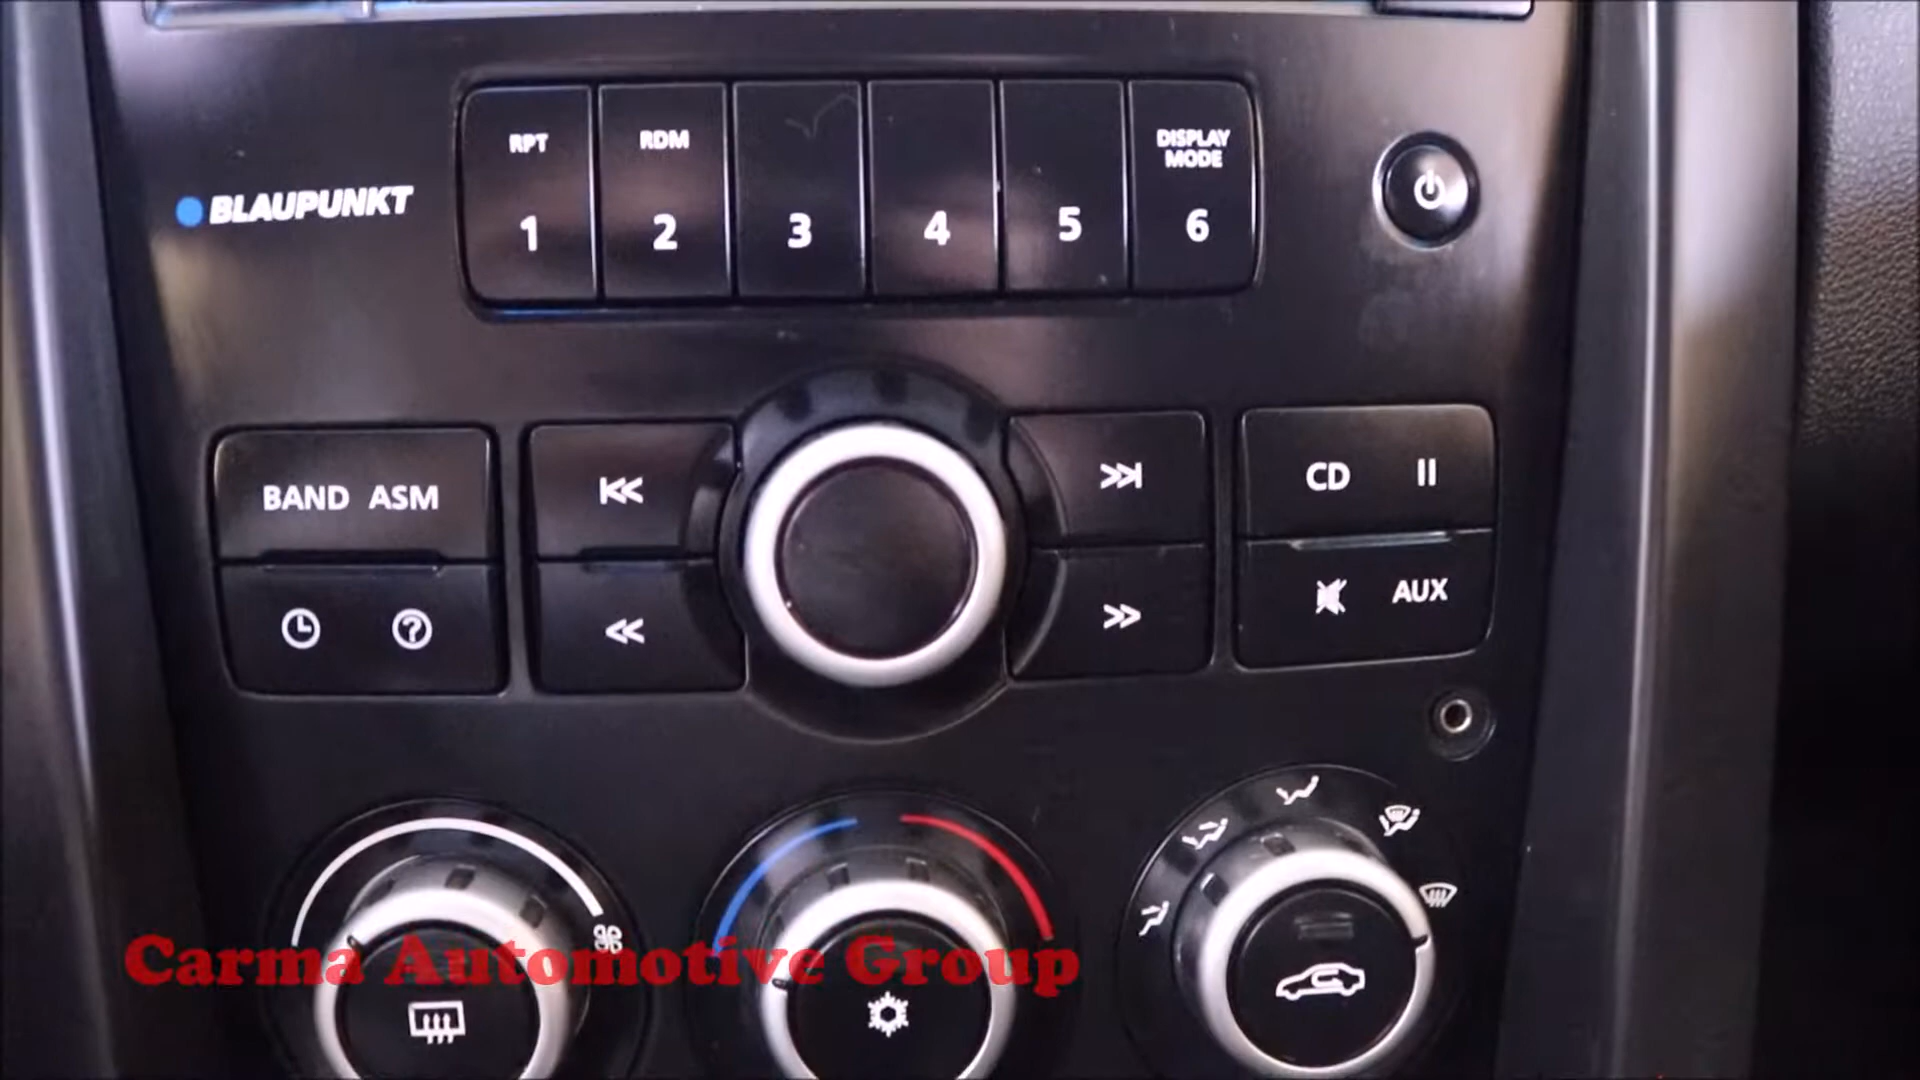 RPT
RDM
DISPLAY
MODE
BLAUPUNKT
1 2 3 4 5 6
BAND ASM
CD
AUX
Carma Automotive Group